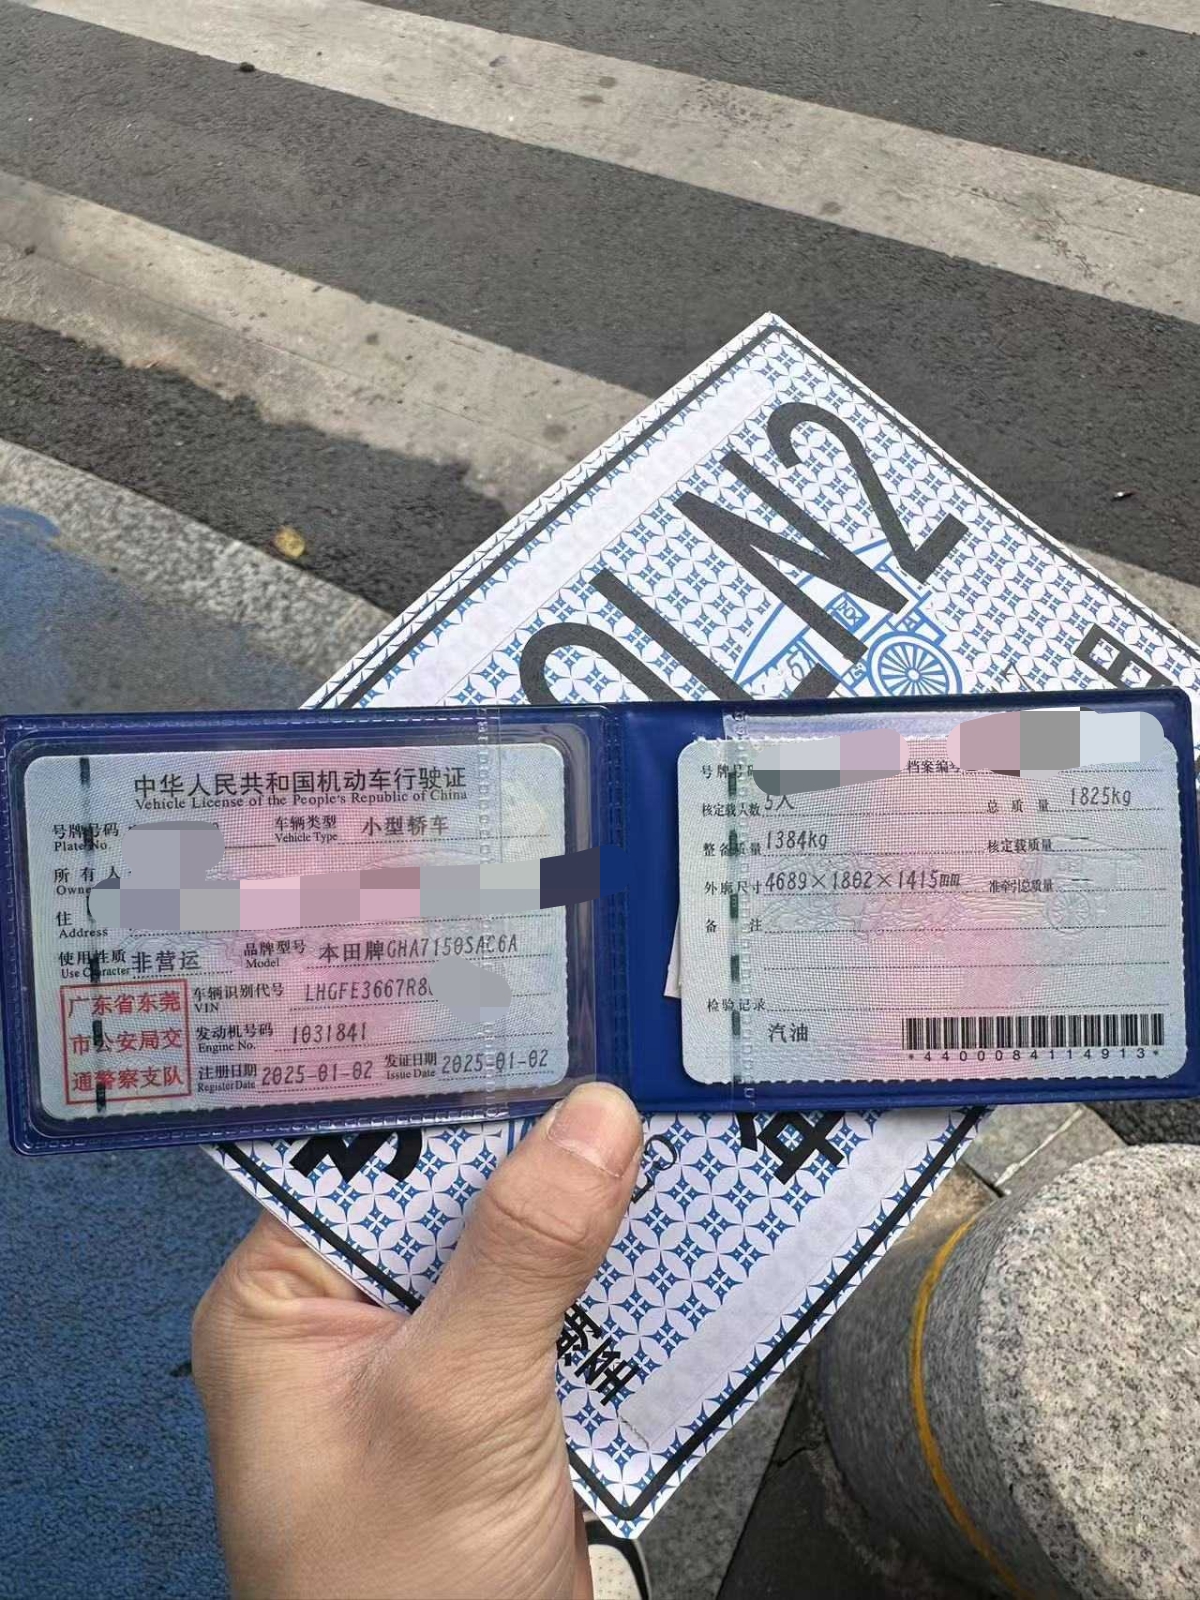 QLN2
中华人民共和国机动车行驶证
Vehicle License of the People's Republic of China
号牌号码
Plate No.
车辆类型 小型轿车
Vehicle Type
所有人
Owne
住
Address
使用性质 非营运
Use Character
品牌型号 本田牌GHA7150SAC6A
Model
广东省东莞
市公安局交
通警察支队
车辆识别代号 LHGFE3667R8
VIN
发动机号码 1031841
Engine No.
注册日期 2025-01-02
Register Date
发证日期 2025-01-02
Issue Date
号牌号码
档案编号
核定载人数 5人
总质量 1825kg
整备质量 1384kg
核定载质量 --
外廓尺寸 4689×1802×1415mm
准牵引总质量 --
备注
检验记录
汽油
*4400084114913*
年
期至